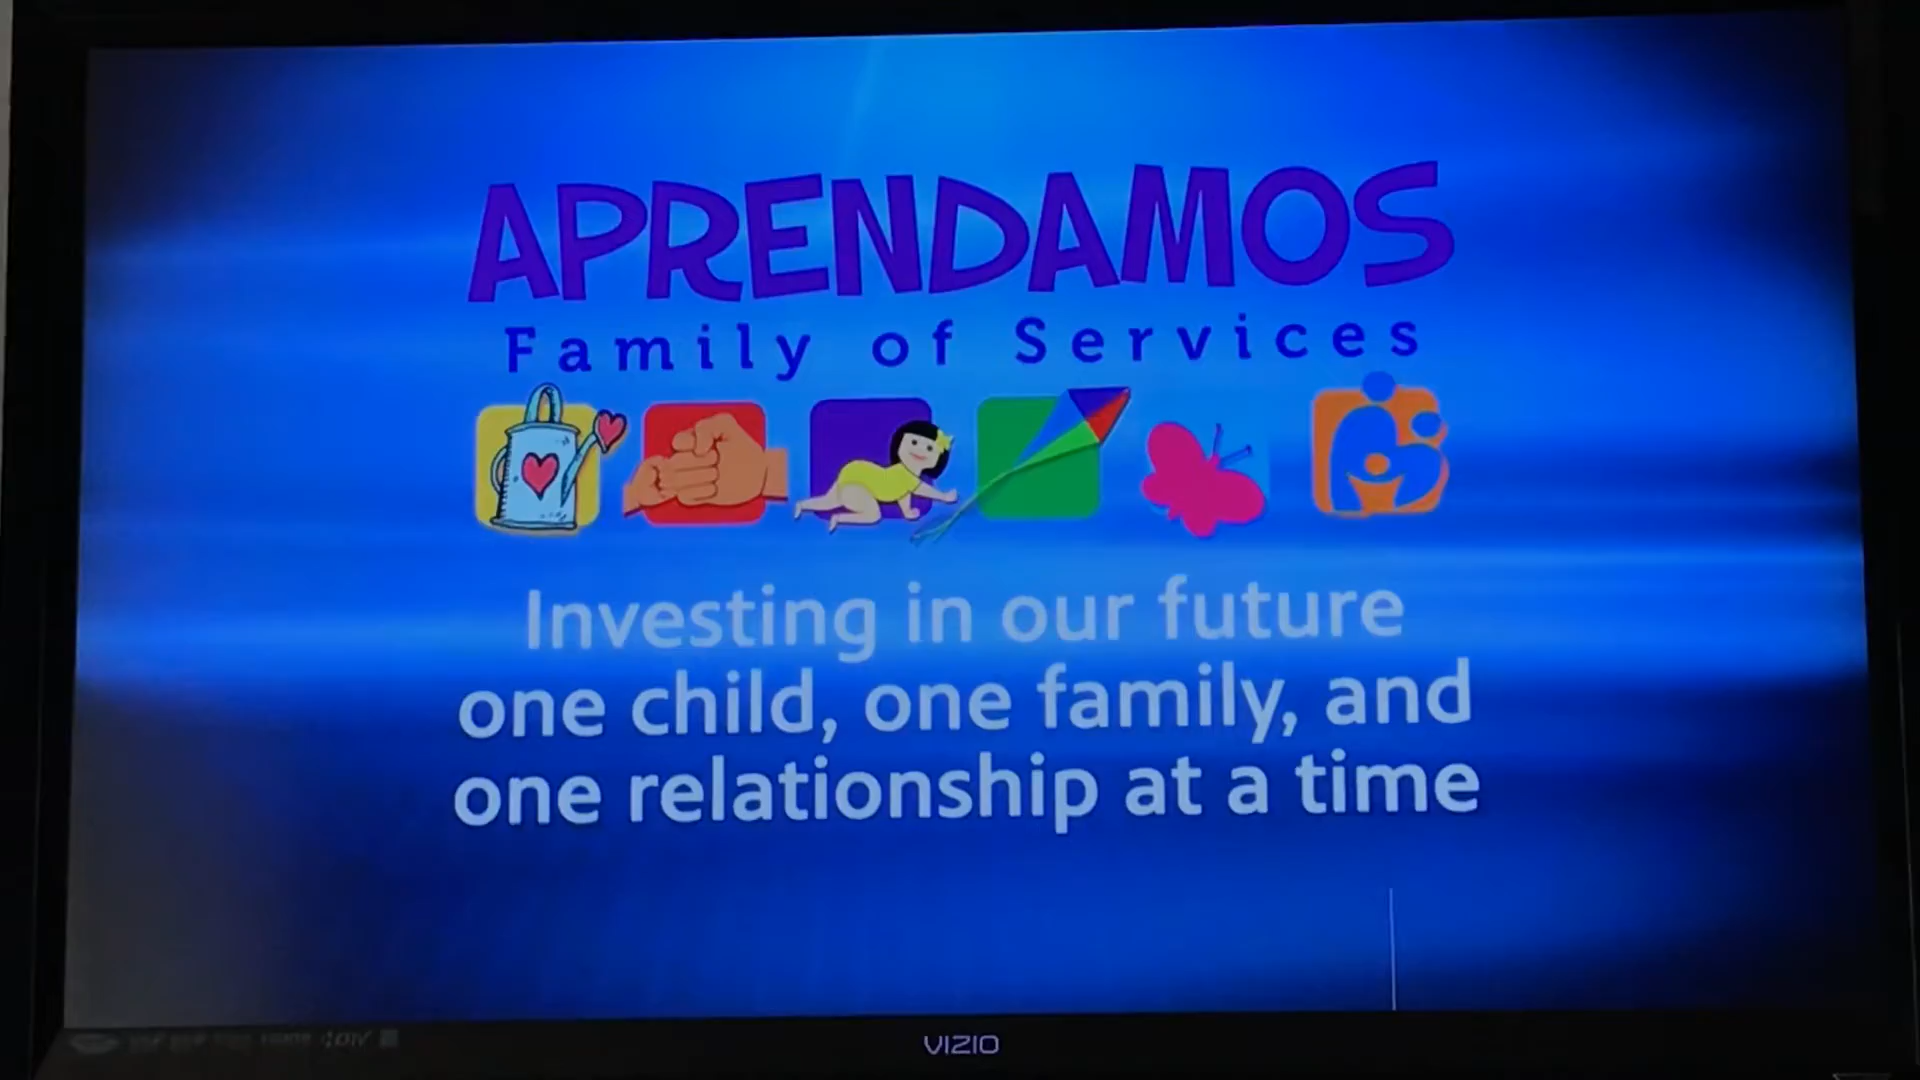 APRENDAMOS
Family of Services
Investing in our future
one child, one family, and
one relationship at a time
VIZIO